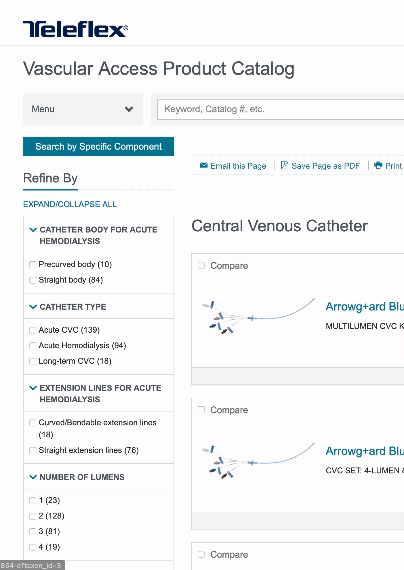 Teleflex®
Vascular Access Product Catalog
Menu
Keyword, Catalog #, etc.
Search by Specific Component
Email this Page
Save Page as PDF
Print
Refine By
EXPAND/COLLAPSE ALL
CATHETER BODY FOR ACUTE
HEMODIALYSIS
Precurved body (10)
Straight body (84)
CATHETER TYPE
Acute CVC (139)
Acute Hemodialysis (94)
Long-term CVC (18)
EXTENSION LINES FOR ACUTE
HEMODIALYSIS
Curved/Bendable extension lines
(18)
Straight extension lines (76)
NUMBER OF LUMENS
1 (23)
2 (128)
3 (81)
4 (19)
Central Venous Catheter
Compare
Arrowg+ard Blu
MULTILUMEN CVC K
Compare
Arrowg+ard Blu
CVC SET: 4-LUMEN
Compare
864-c?taxon_id=3